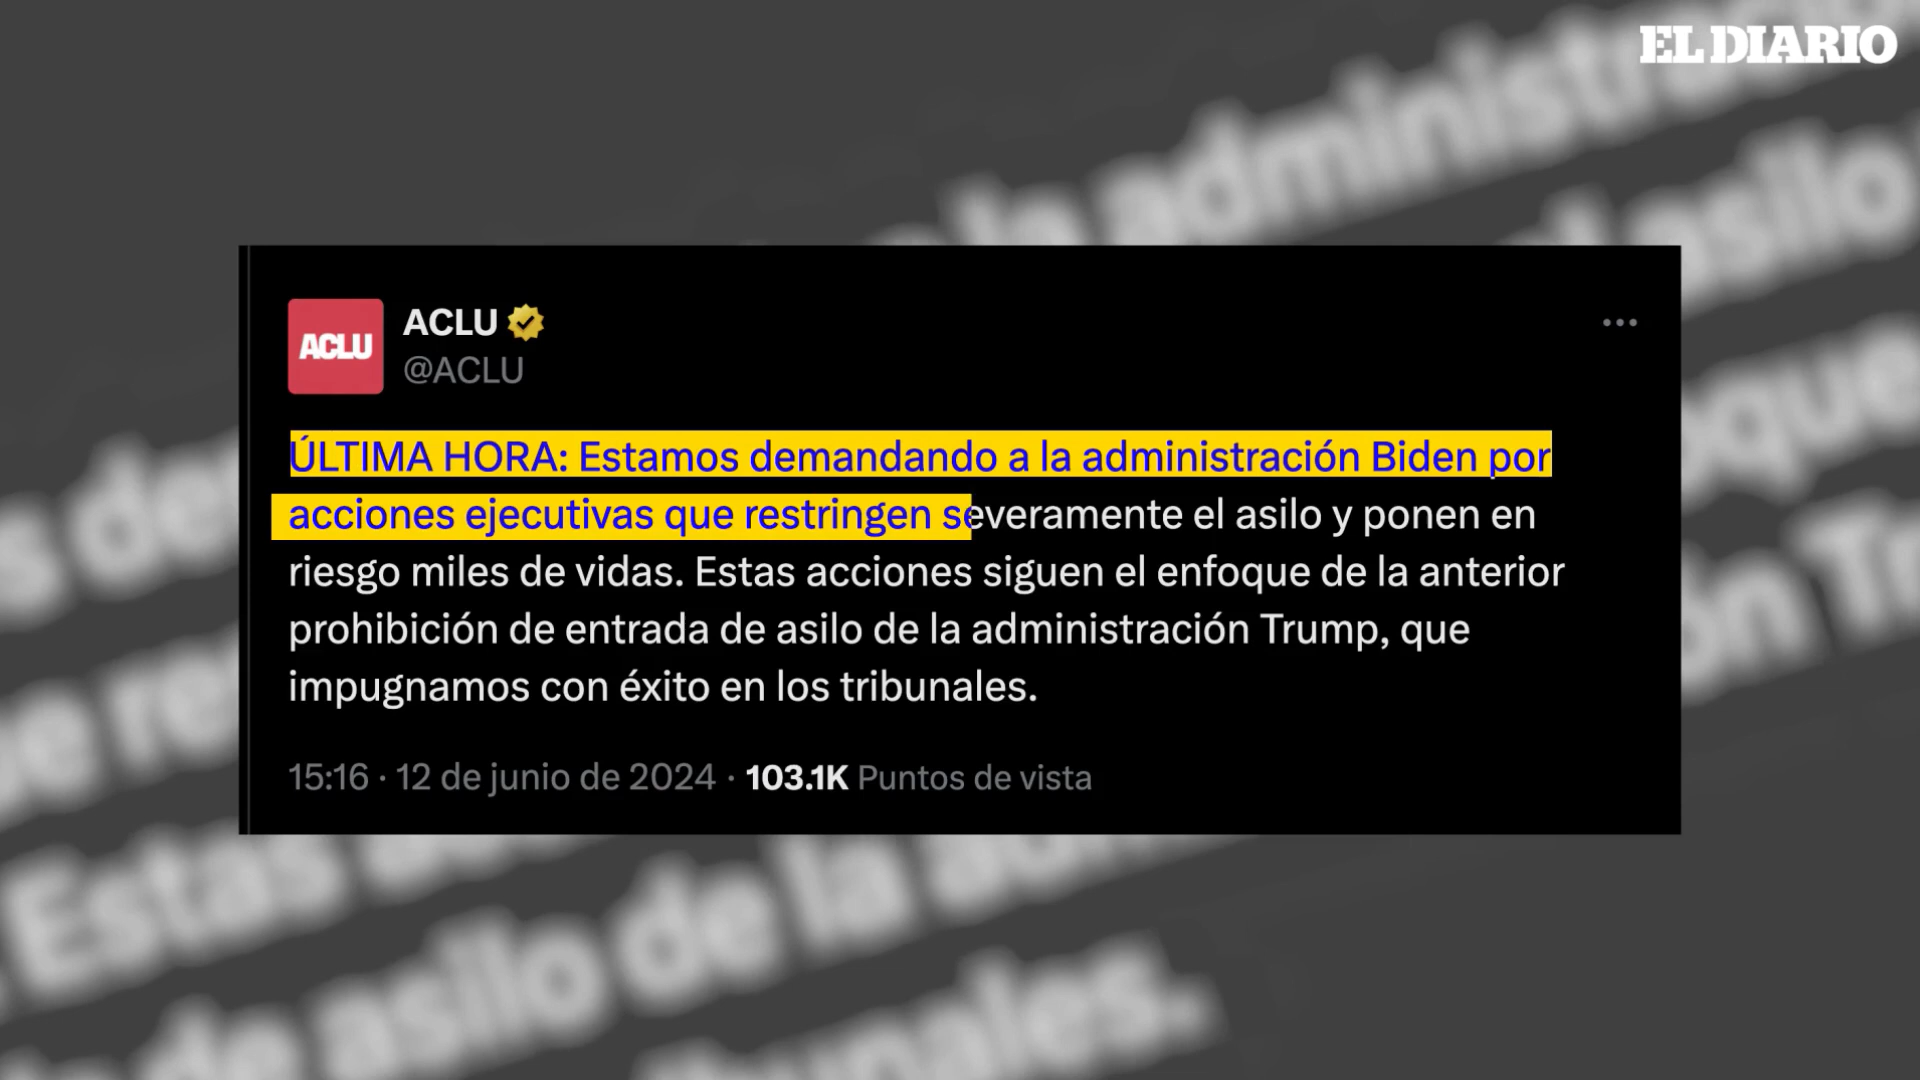 EL DIARIO
ACLU
ACLU
@ACLU
ÚLTIMA HORA: Estamos demandando a la administración Biden por
acciones ejecutivas que restringen severamente el asilo y ponen en
riesgo miles de vidas. Estas acciones siguen el enfoque de la anterior
prohibición de entrada de asilo de la administración Trump, que
impugnamos con éxito en los tribunales.
15:16 · 12 de junio de 2024 · 103.1K Puntos de vista